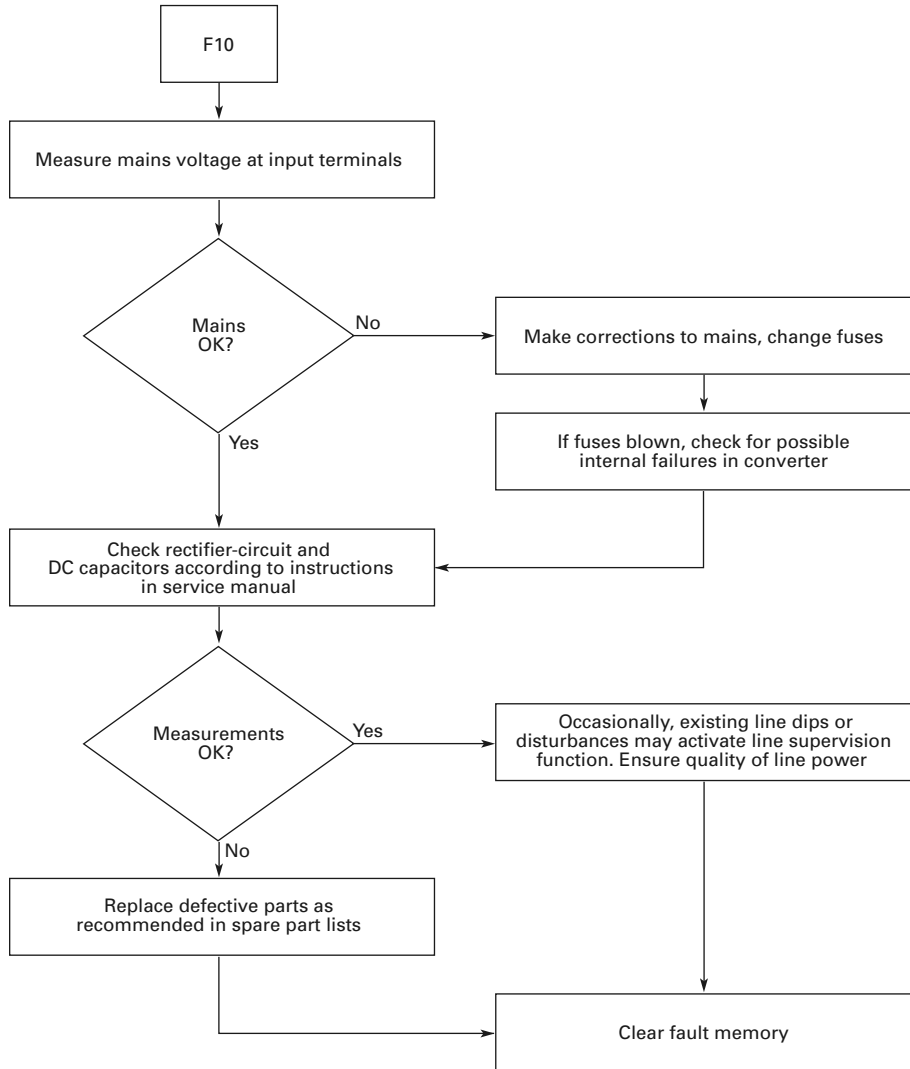 F10
Measure mains voltage at input terminals
Mains
OK?
No
Make corrections to mains, change fuses
Yes
If fuses blown, check for possible
internal failures in converter
Check rectifier-circuit and
DC capacitors according to instructions
in service manual
Measurements
OK?
Yes
Occasionally, existing line dips or
disturbances may activate line supervision
function. Ensure quality of line power
No
Replace defective parts as
recommended in spare part lists
Clear fault memory